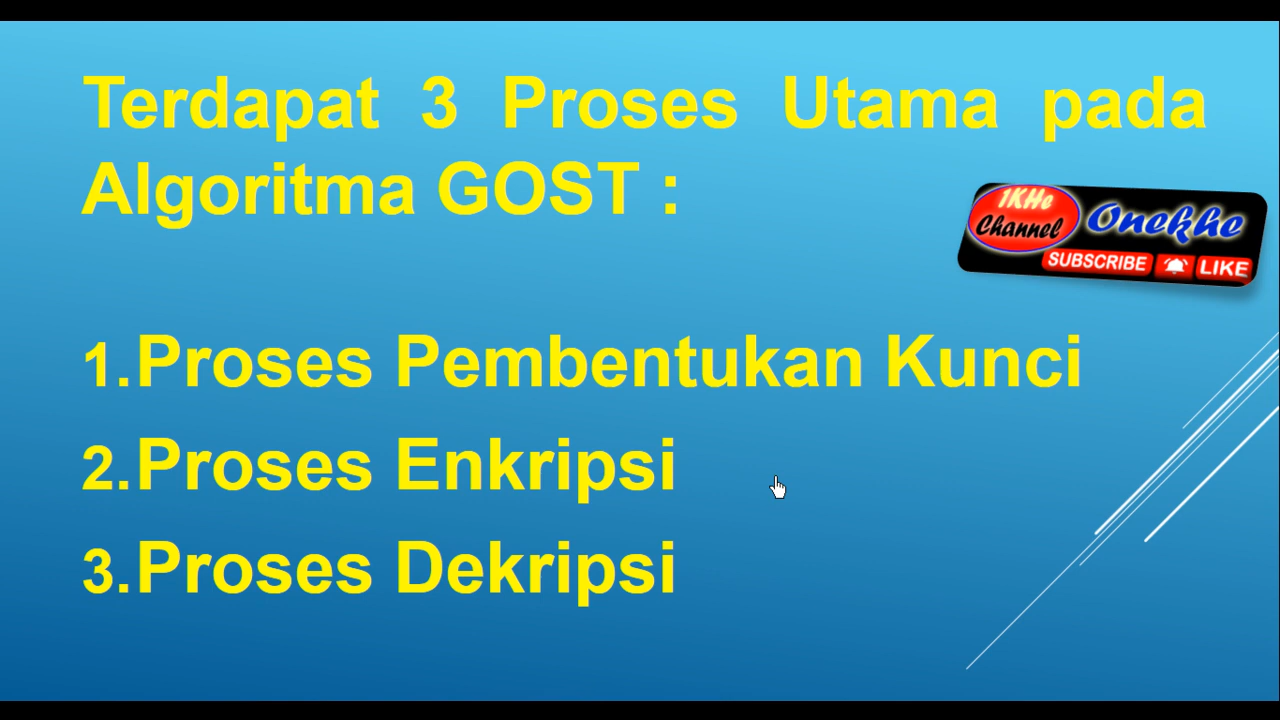 Terdapat 3 Proses Utama pada
Algoritma GOST :
1KHe
Channel
Onekhe
SUBSCRIBE LIKE
1.Proses Pembentukan Kunci
2.Proses Enkripsi
3.Proses Dekripsi